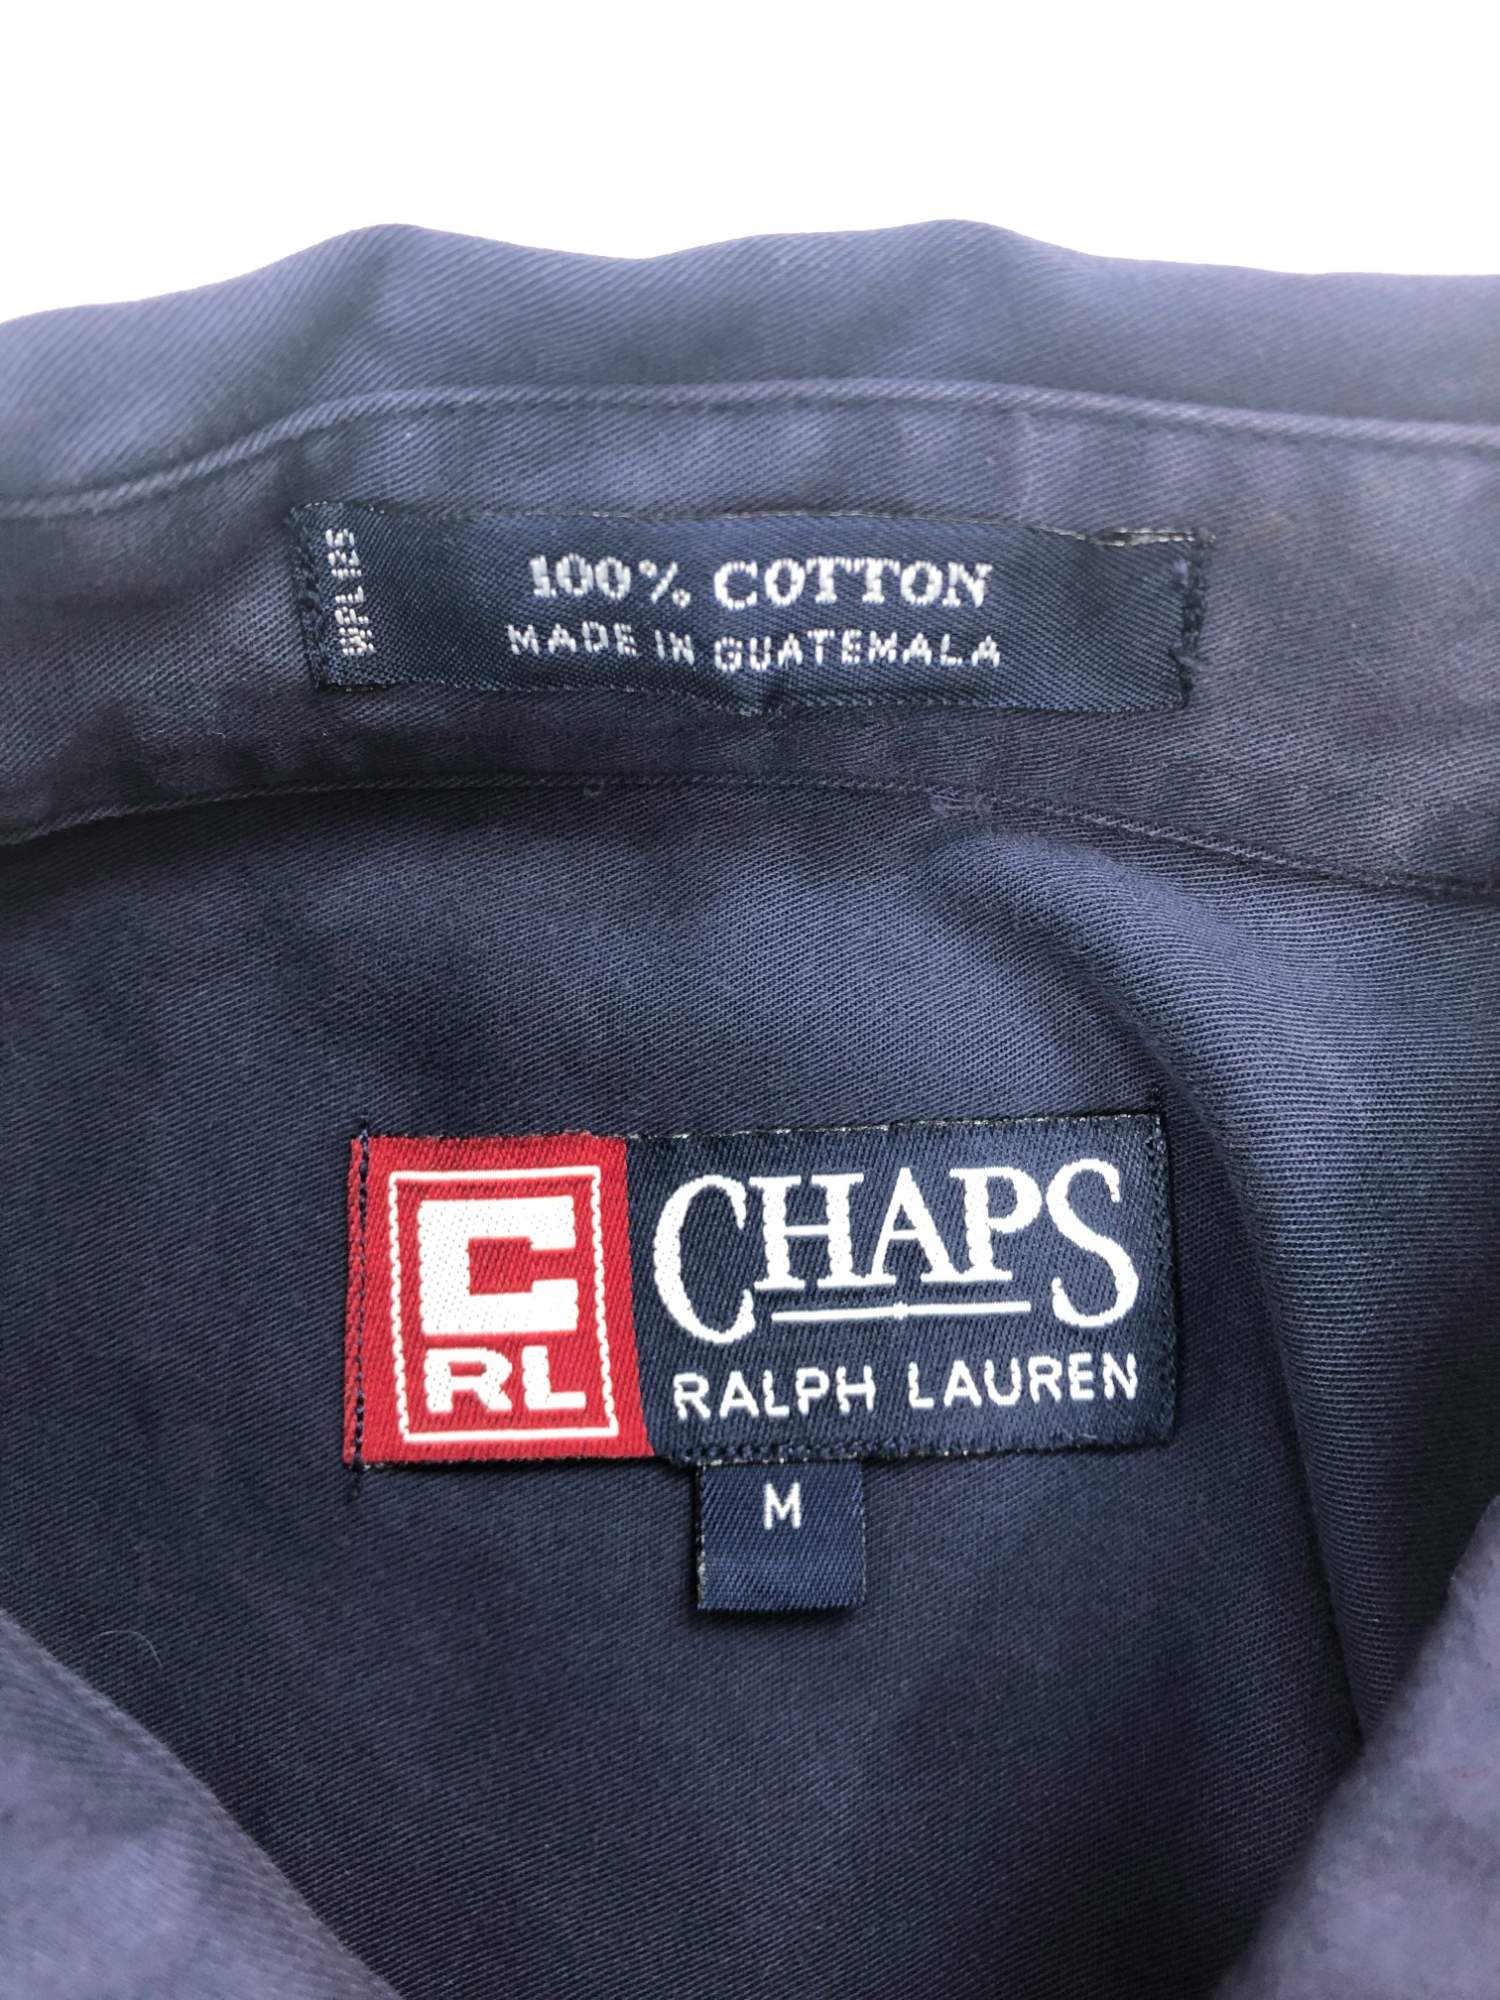 WPL 125
100% COTTON
MADE IN GUATEMALA
C
RL
CHAPS
RALPH LAUREN
M